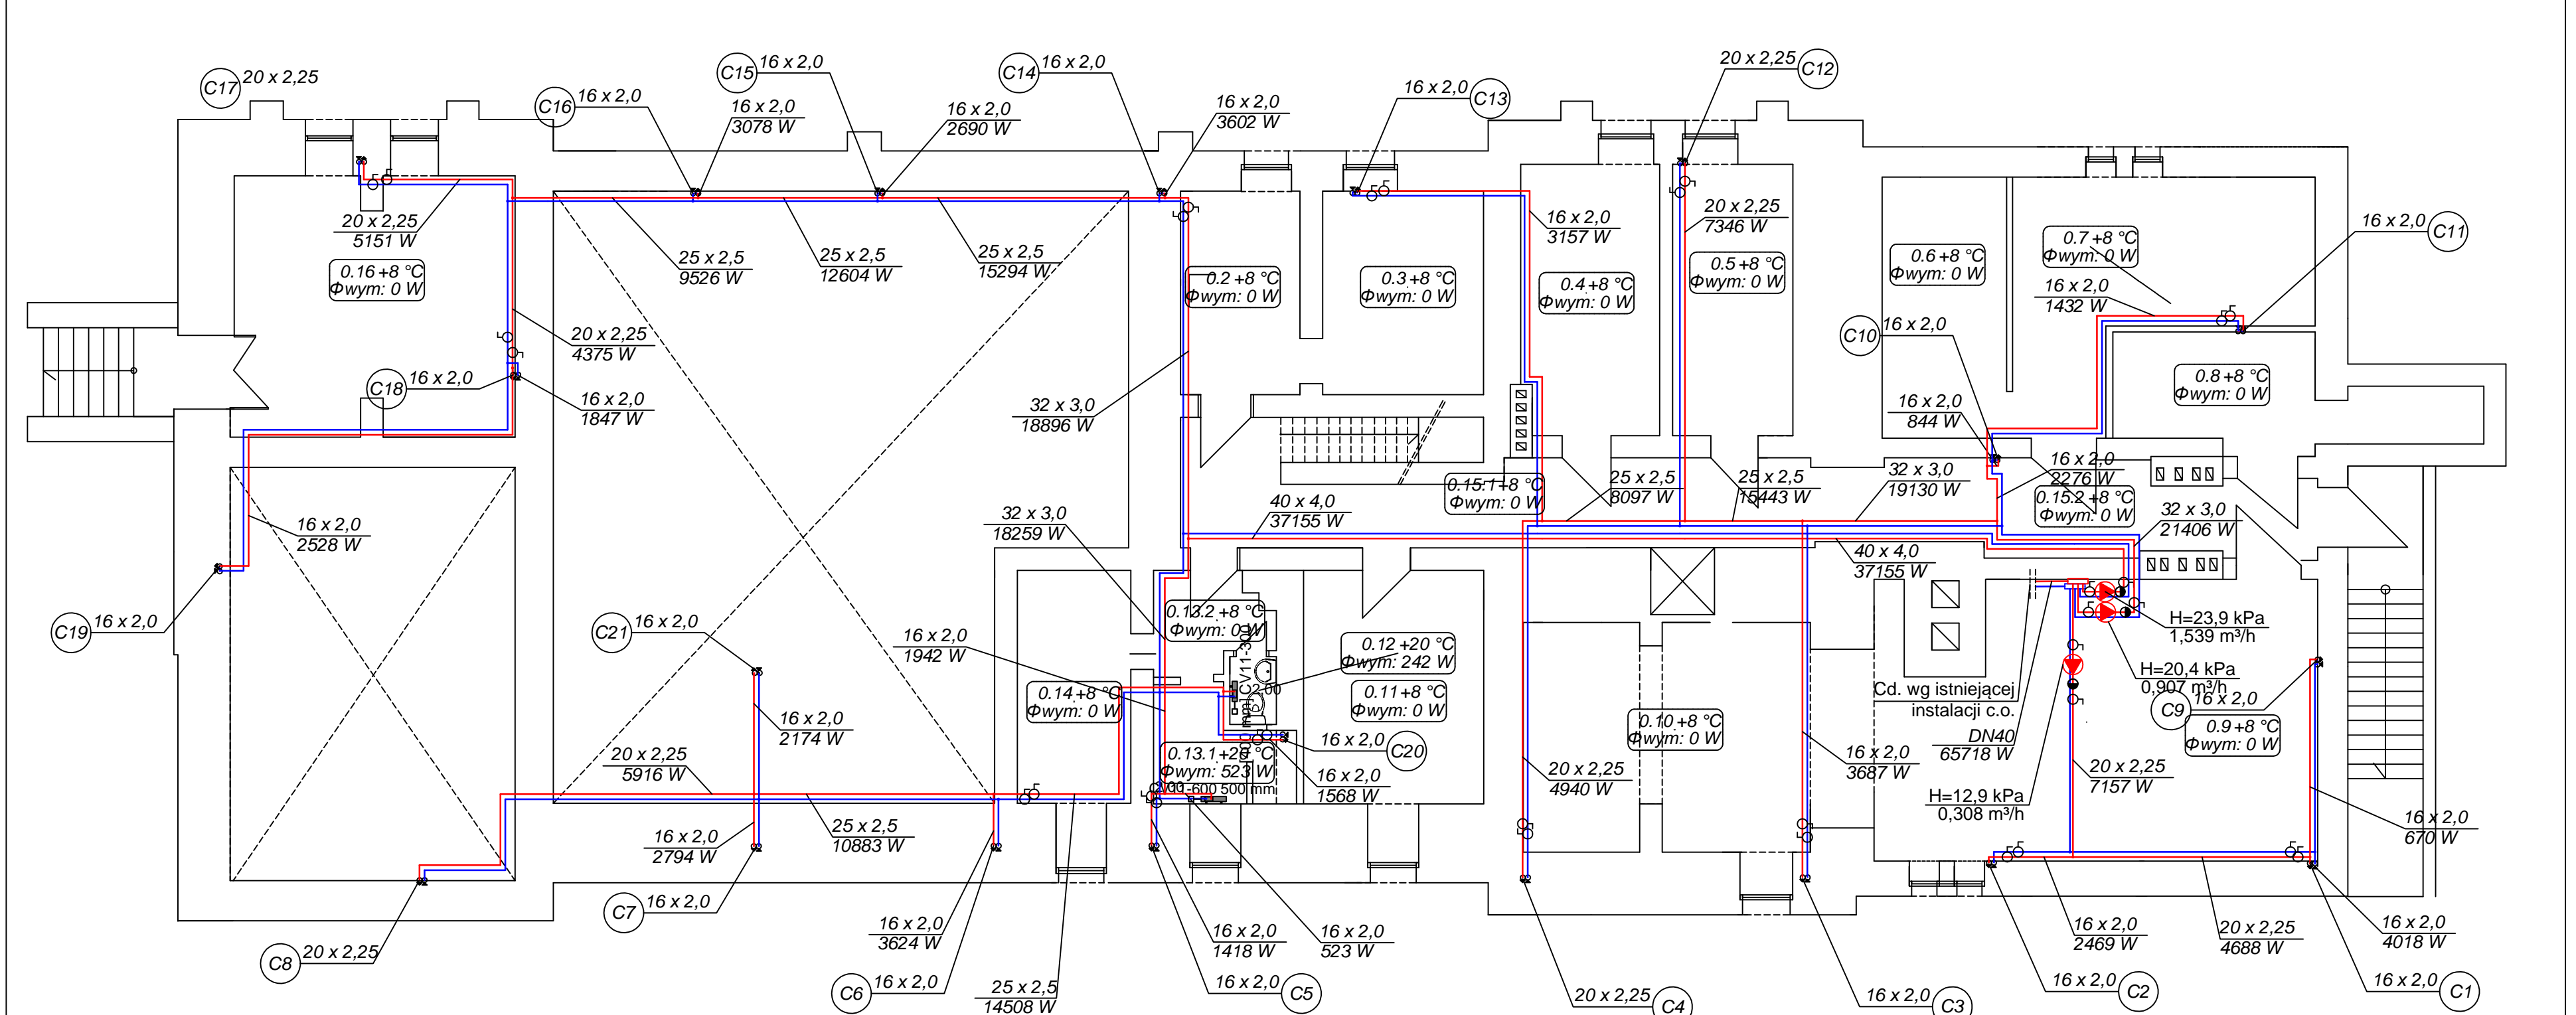 C17 20 x 2,25
C16 16 x 2,0
16 x 2,0
3078 W
C15 16 x 2,0
16 x 2,0
2690 W
C14 16 x 2,0
16 x 2,0
3602 W
16 x 2,0 C13
20 x 2,25 C12
16 x 2,0 C11
20 x 2,25
5151 W
0.16 +8 °C
Φwym: 0 W
25 x 2,5
9526 W
25 x 2,5
12604 W
25 x 2,5
15294 W
0.2 +8 °C
Φwym: 0 W
0.3 +8 °C
Φwym: 0 W
16 x 2,0
3157 W
0.4 +8 °C
Φwym: 0 W
20 x 2,25
7346 W
0.5 +8 °C
Φwym: 0 W
0.6 +8 °C
Φwym: 0 W
0.7 +8 °C
Φwym: 0 W
16 x 2,0
1432 W
C10 16 x 2,0
20 x 2,25
4375 W
C18 16 x 2,0
16 x 2,0
1847 W
32 x 3,0
18896 W
16 x 2,0
844 W
0.8 +8 °C
Φwym: 0 W
16 x 2,0
2528 W
32 x 3,0
18259 W
40 x 4,0
37155 W
0.15.1 +8 °C
Φwym: 0 W
25 x 2,5
8097 W
25 x 2,5
15443 W
32 x 3,0
19130 W
16 x 2,0
2276 W
0.15.2 +8 °C
Φwym: 0 W
32 x 3,0
21406 W
40 x 4,0
37155 W
C19 16 x 2,0
C21 16 x 2,0
16 x 2,0
1942 W
0.13.2 +8 °C
Φwym: 0 W
0.12 +20 °C
Φwym: 242 W
0.14 +8 °C
Φwym: 0 W
0.11 +8 °C
Φwym: 0 W
2,00
0.10 +8 °C
Φwym: 0 W
Cd. wg istniejącej
instalacji c.o.
DN40
65718 W
H=23,9 kPa
1,539 m³/h
H=20,4 kPa
0,907 m³/h
C9 16 x 2,0
0.9 +8 °C
Φwym: 0 W
16 x 2,0
2174 W
20 x 2,25
5916 W
0.13.1 +24 °C
Φwym: 523 W
16 x 2,0 C20
16 x 2,0
1568 W
20 x 2,25
4940 W
16 x 2,0
3687 W
H=12,9 kPa
0,308 m³/h
20 x 2,25
7157 W
16 x 2,0
670 W
16 x 2,0
2794 W
25 x 2,5
10883 W
C7 16 x 2,0
C8 20 x 2,25
16 x 2,0
3624 W
C6 16 x 2,0
25 x 2,5
14508 W
16 x 2,0
1418 W
16 x 2,0 C5
16 x 2,0
523 W
20 x 2,25 C4
16 x 2,0 C3
16 x 2,0
2469 W
16 x 2,0 C2
20 x 2,25
4688 W
16 x 2,0
4018 W
16 x 2,0 C1